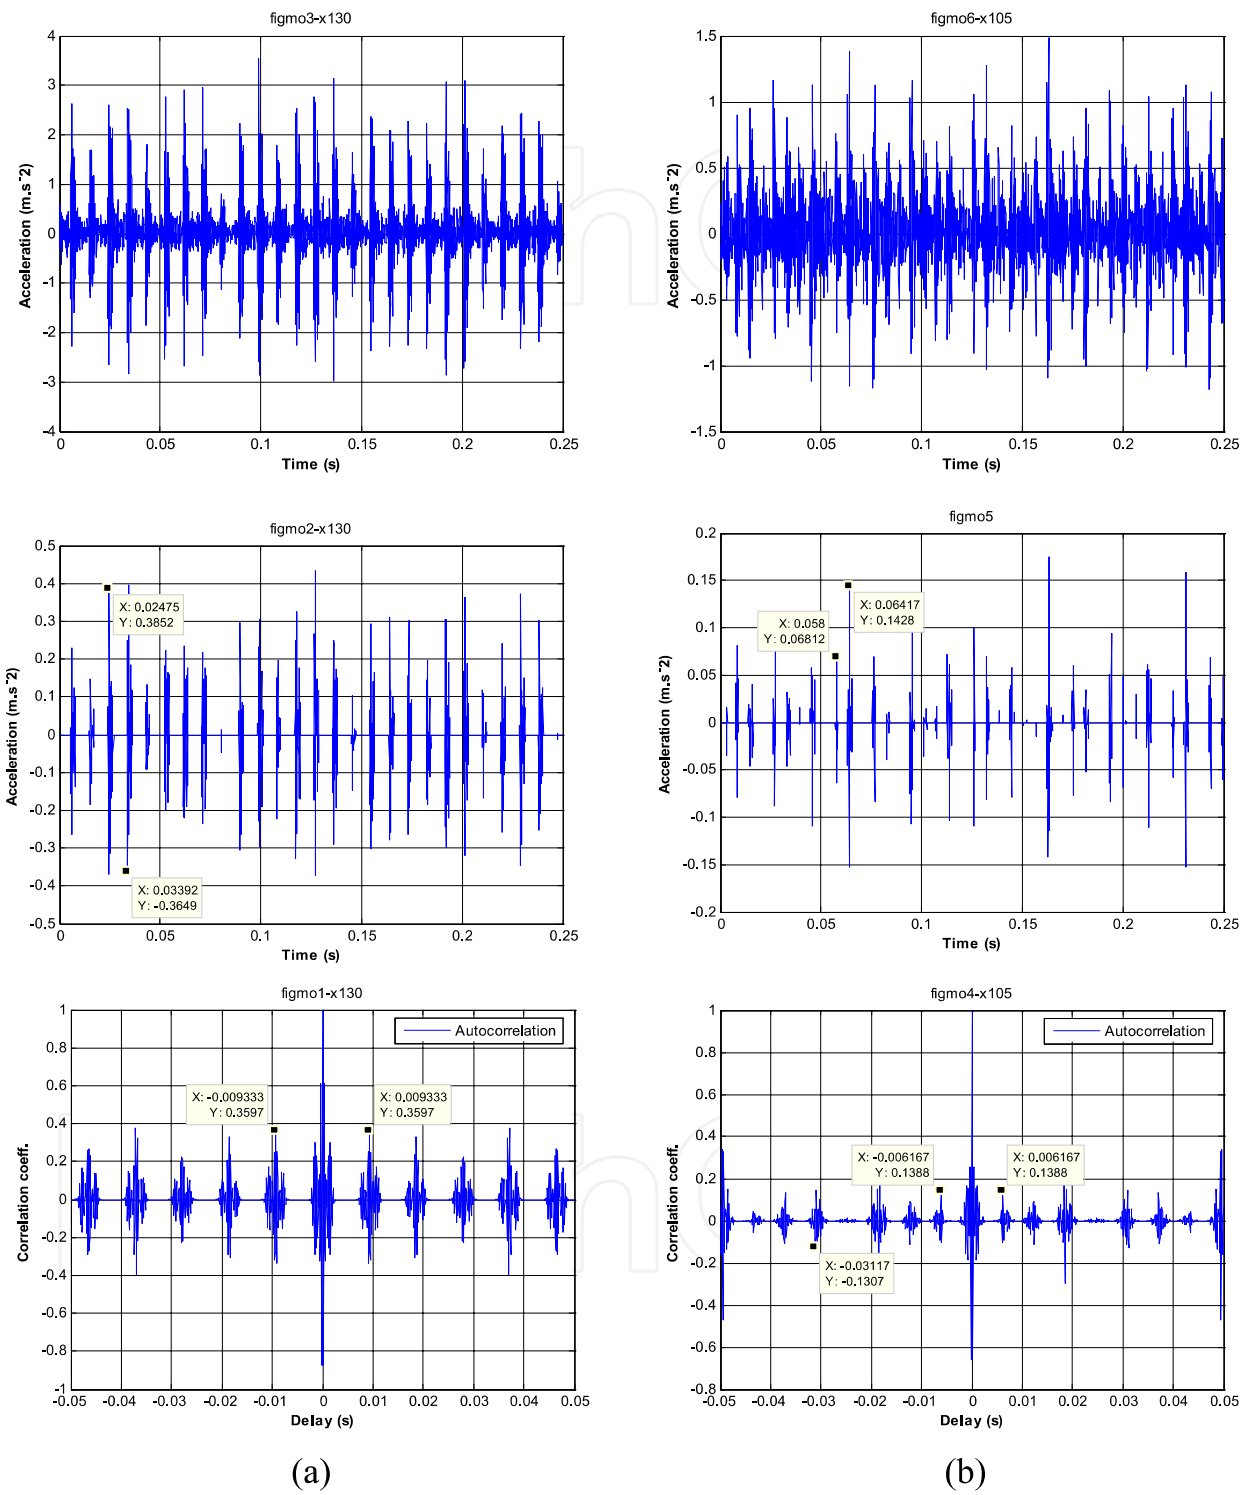 figmo3-x130
4
3
2
1
0
-1
-2
-3
-4
Acceleration (m.s-2)
0
0.05
0.1
0.15
0.2
0.25
Time (s)
figmo6-x105
1.5
1
0.5
0
-0.5
-1
-1.5
Acceleration (m.s-2)
0
0.05
0.1
0.15
0.2
0.25
Time (s)
figmo2-x130
0.5
0.4
0.3
0.2
0.1
0
-0.1
-0.2
-0.3
-0.4
-0.5
Acceleration (m.s-2)
X: 0.02475
Y: 0.3852
X: 0.03392
Y: -0.3649
0
0.05
0.1
0.15
0.2
0.25
Time (s)
figmo5
0.2
0.15
0.1
0.05
0
-0.05
-0.1
-0.15
-0.2
Acceleration (m.s-2)
X: 0.06417
Y: 0.1428
X: 0.058
Y: 0.06812
0
0.05
0.1
0.15
0.2
0.25
Time (s)
figmo1-x130
1
0.8
0.6
0.4
0.2
0
-0.2
-0.4
-0.6
-0.8
-1
Correlation coeff.
Autocorrelation
X: -0.009333
Y: 0.3597
X: 0.009333
Y: 0.3597
-0.05
-0.04
-0.03
-0.02
-0.01
0
0.01
0.02
0.03
0.04
0.05
Delay (s)
figmo4-x105
1
0.8
0.6
0.4
0.2
0
-0.2
-0.4
-0.6
-0.8
Correlation coeff.
Autocorrelation
X: -0.006167
Y: 0.1388
X: 0.006167
Y: 0.1388
X: -0.03117
Y: -0.1307
-0.05
-0.04
-0.03
-0.02
-0.01
0
0.01
0.02
0.03
0.04
0.05
Delay (s)
(a)
(b)